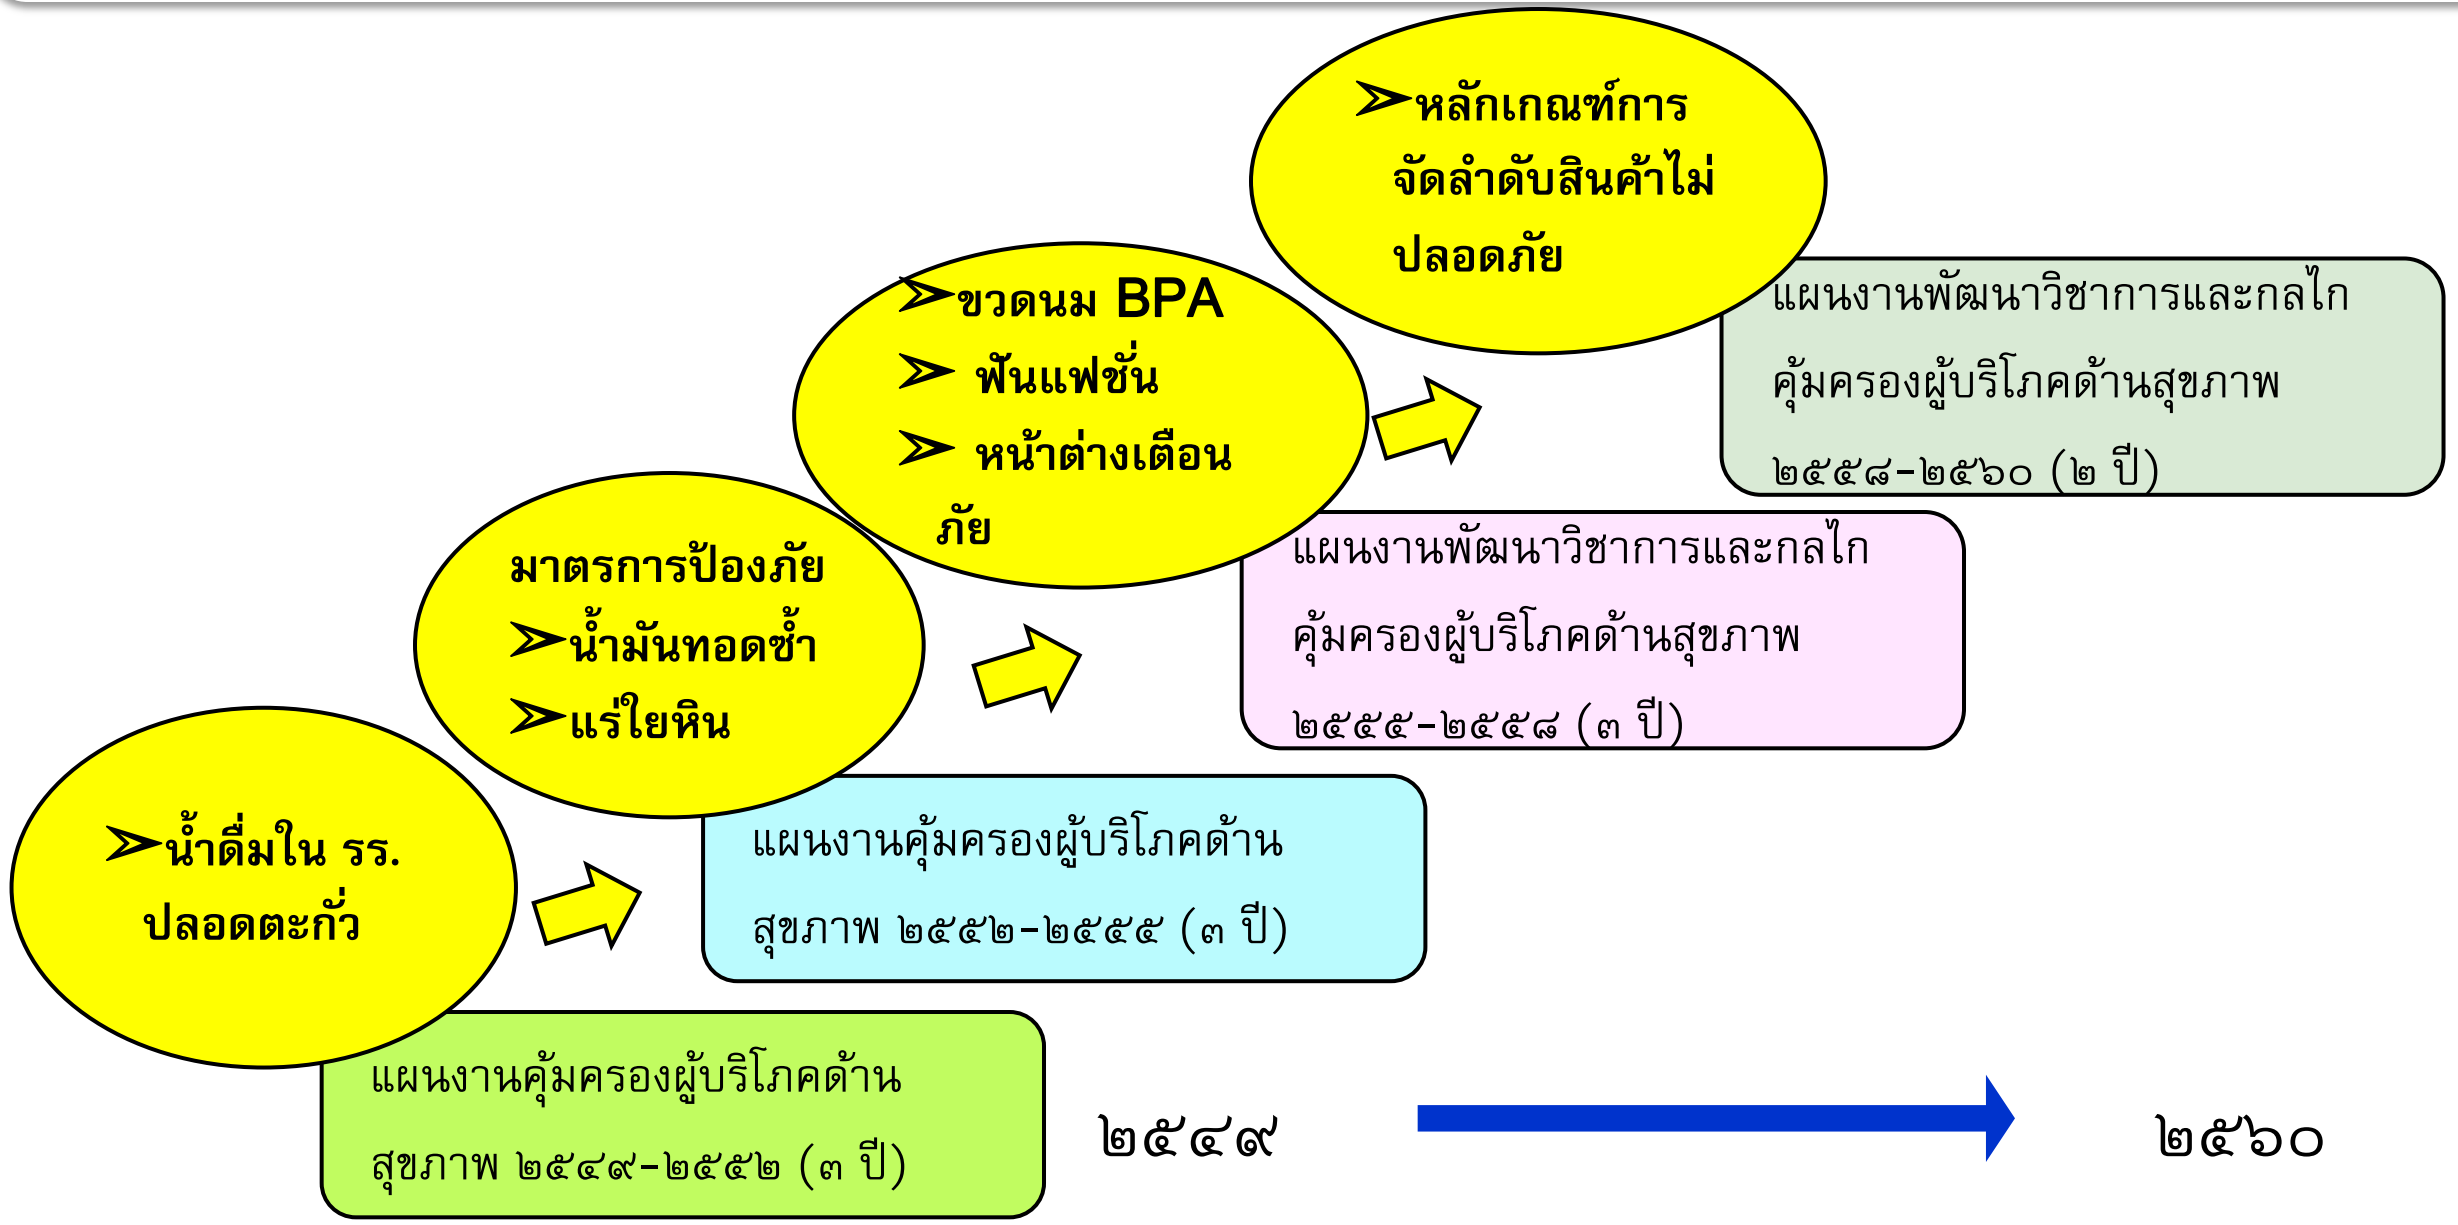 ➢หลักเกณฑ์การ
จัดลำดับสินค้าไม่
ปลอดภัย
แผนงานพัฒนาวิชาการและกลไก
คุ้มครองผู้บริโภคด้านสุขภาพ
๒๕๕๘-๒๕๖๐ (๒ ปี)
➢ขวดนม BPA
➢ ฟันแฟชั่น
➢ หน้าต่างเตือน
ภัย
แผนงานพัฒนาวิชาการและกลไก
คุ้มครองผู้บริโภคด้านสุขภาพ
๒๕๕๕-๒๕๕๘ (๓ ปี)
มาตรการป้องภัย
➢น้ำมันทอดซ้ำ
➢แร่ใยหิน
แผนงานคุ้มครองผู้บริโภคด้าน
สุขภาพ ๒๕๕๒-๒๕๕๕ (๓ ปี)
➢น้ำดื่มใน รร.
ปลอดตะกั่ว
แผนงานคุ้มครองผู้บริโภคด้าน
สุขภาพ ๒๕๔๙-๒๕๕๒ (๓ ปี)
๒๕๔๙
๒๕๖๐